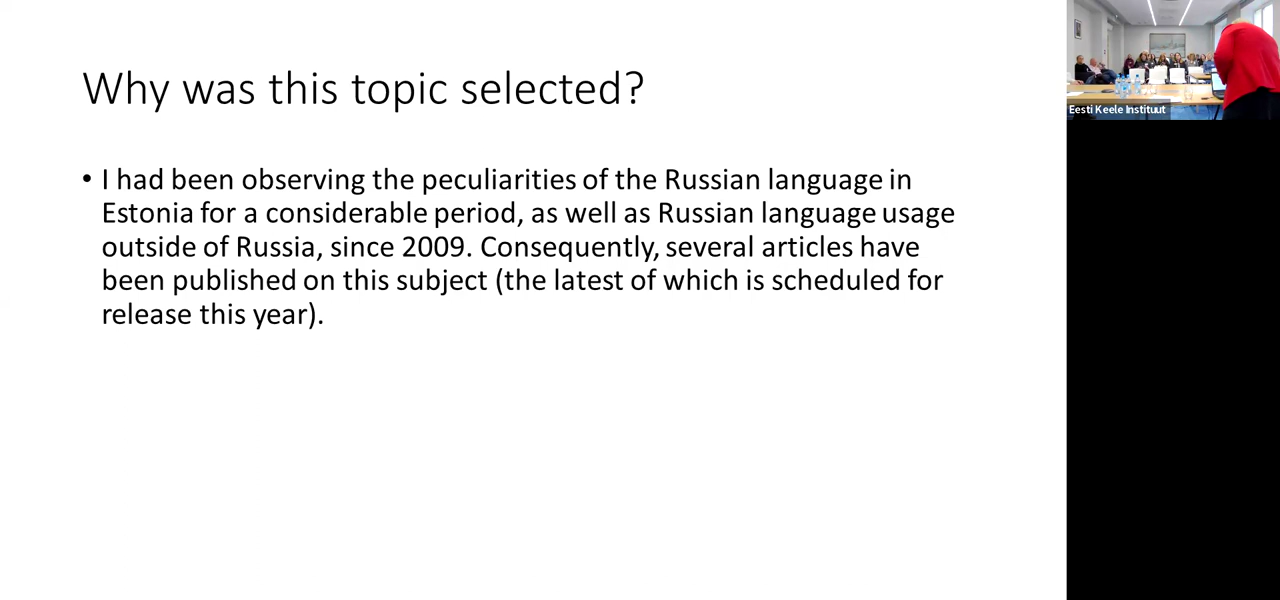 Why was this topic selected?
• I had been observing the peculiarities of the Russian language in
Estonia for a considerable period, as well as Russian language usage
outside of Russia, since 2009. Consequently, several articles have
been published on this subject (the latest of which is scheduled for
release this year).
Eesti Keele Instituut